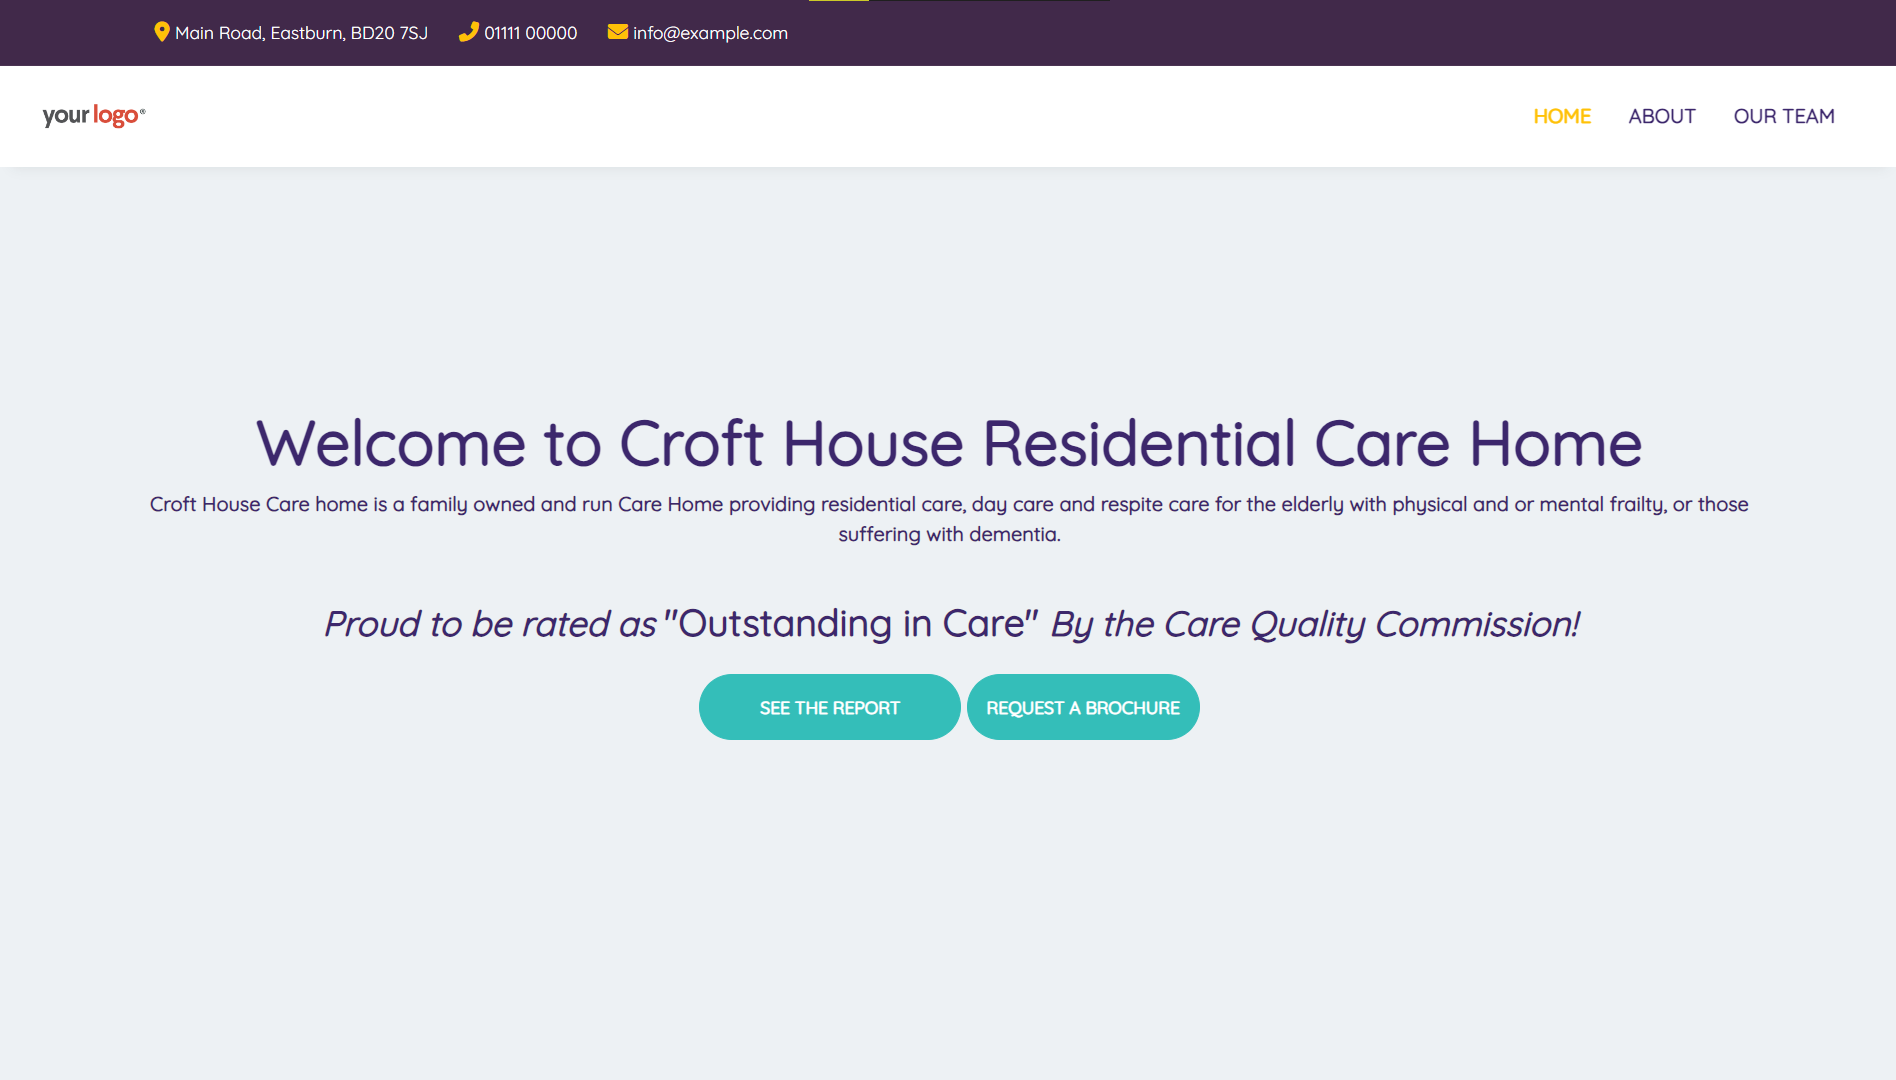 Main Road, Eastburn, BD20 7SJ 01111 00000 info@example.com
your logo®
HOME ABOUT OUR TEAM
Welcome to Croft House Residential Care Home
Croft House Care home is a family owned and run Care Home providing residential care, day care and respite care for the elderly with physical and or mental frailty, or those
suffering with dementia.
Proud to be rated as "Outstanding in Care" By the Care Quality Commission!
SEE THE REPORT REQUEST A BROCHURE